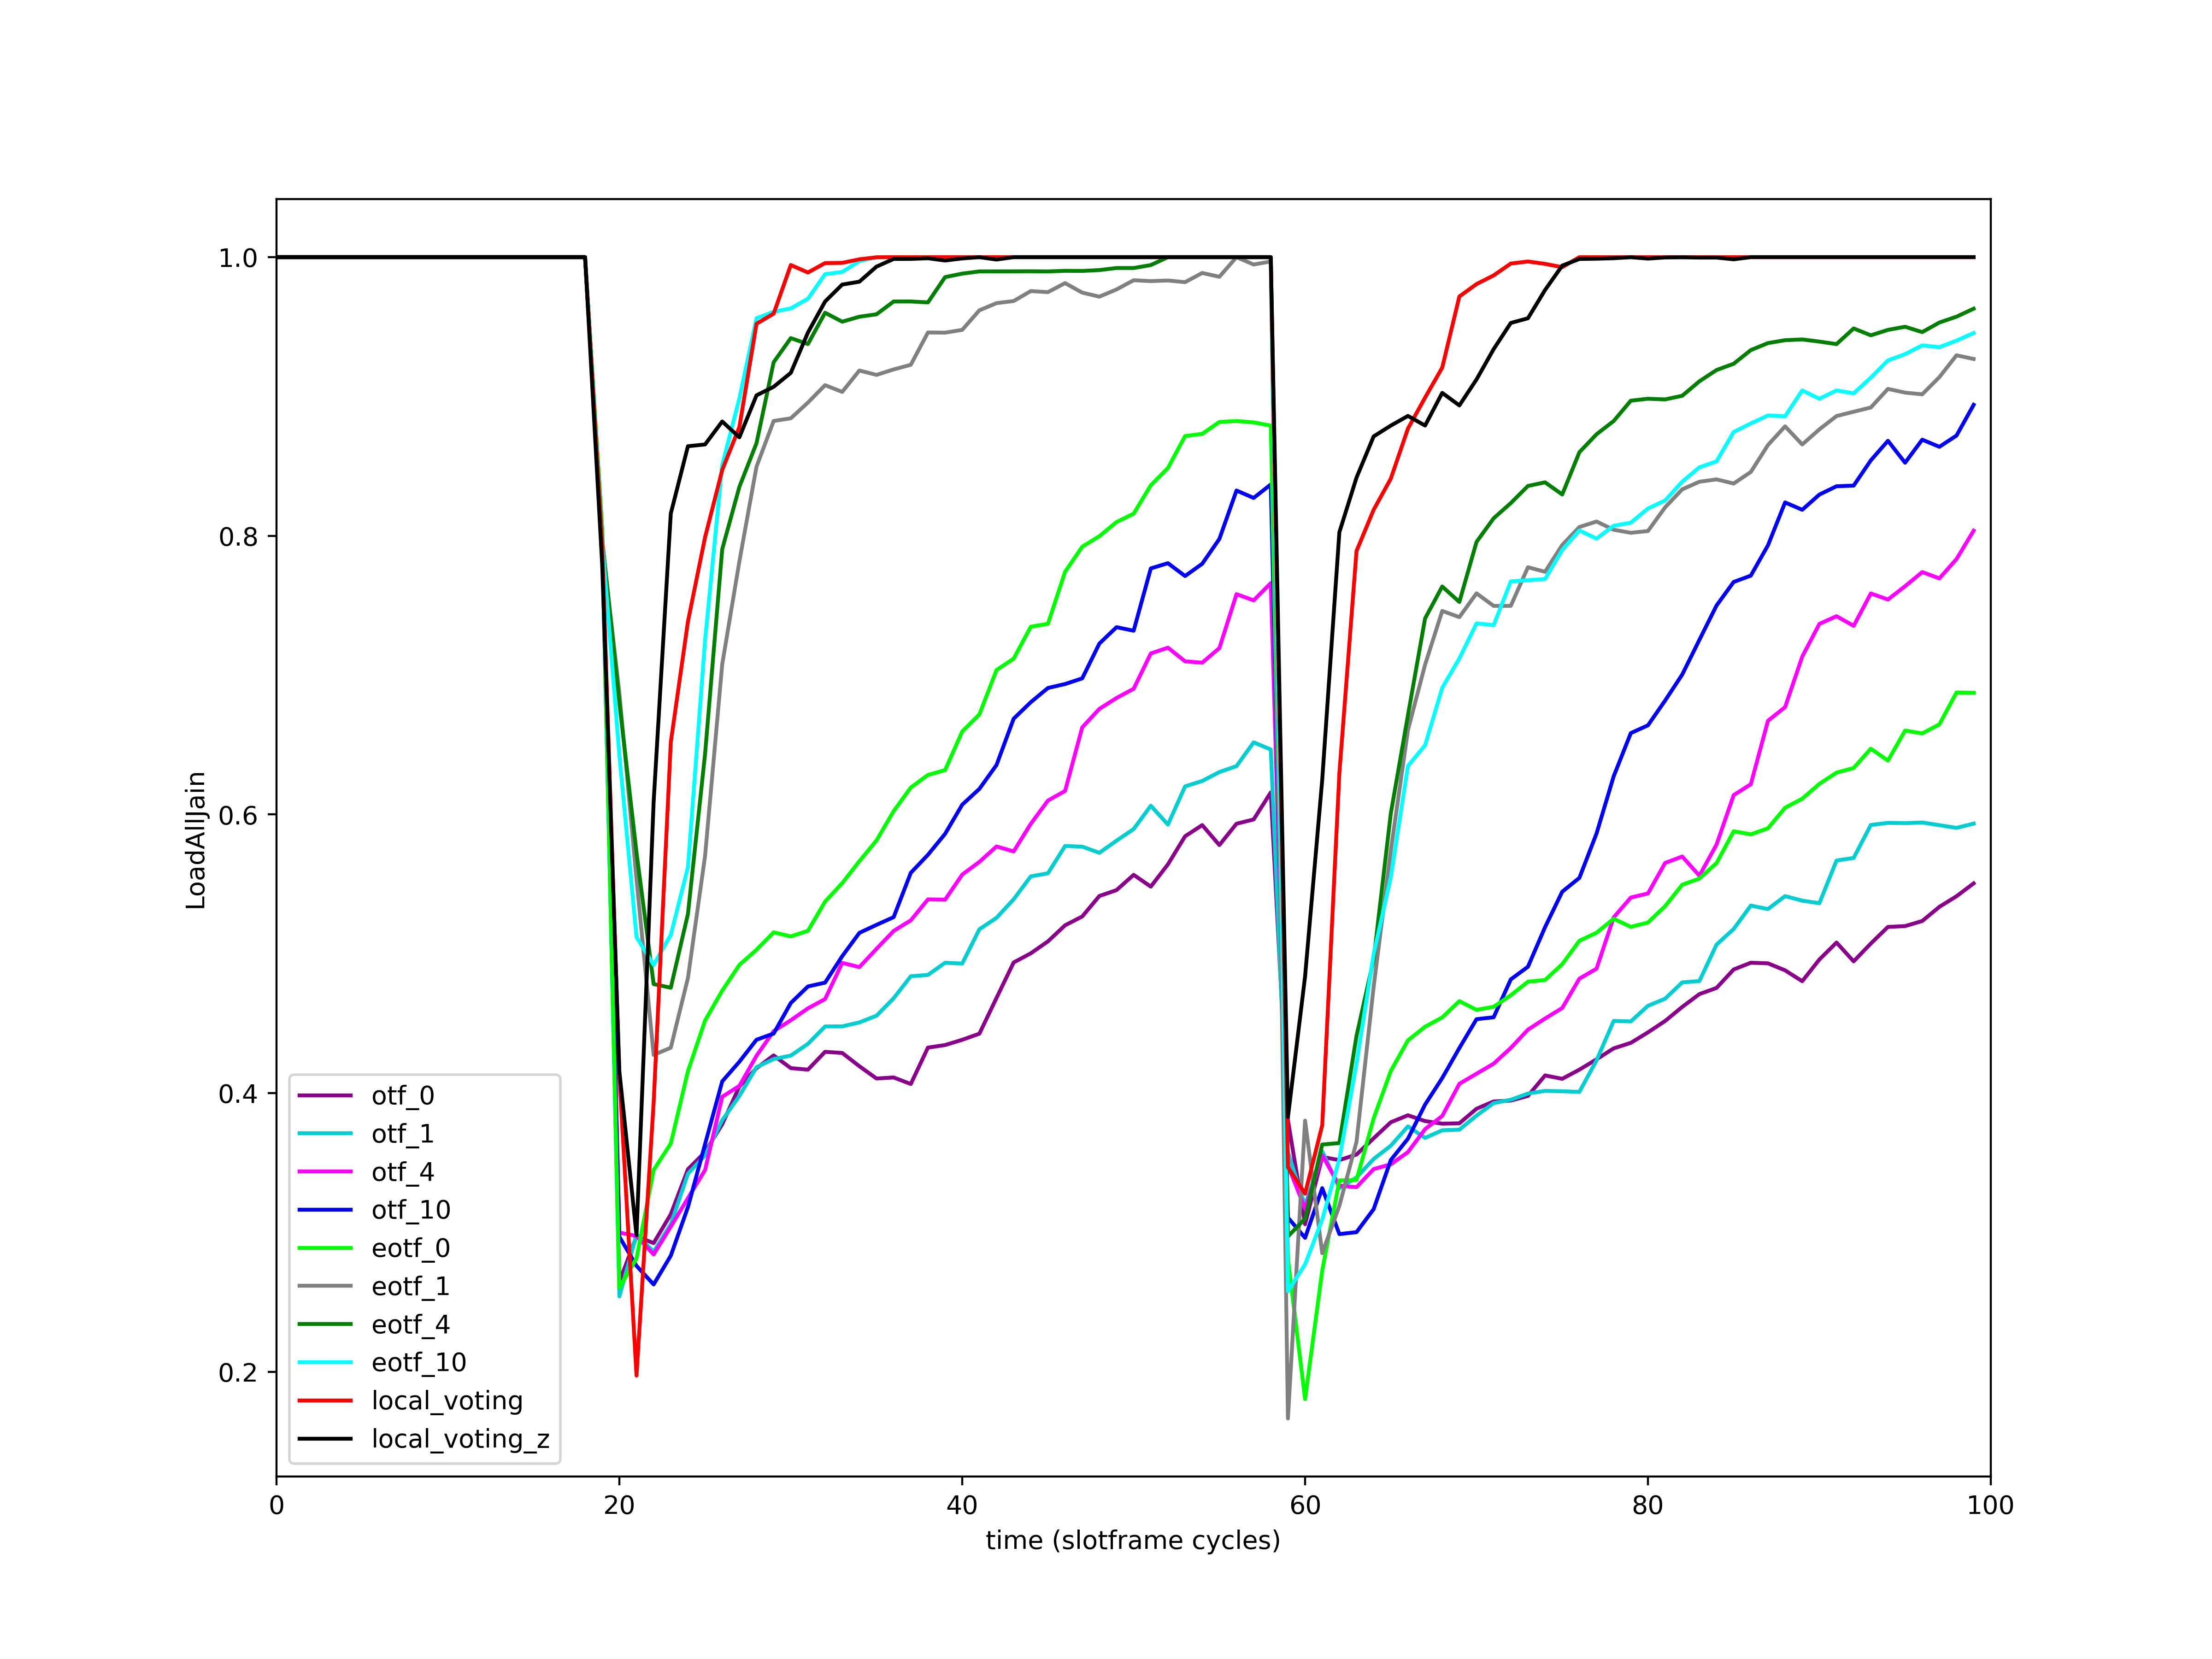 1.0
0.8
0.6
0.4
0.2
LoadAllJain
otf_0
otf_1
otf_4
otf_10
eotf_0
eotf_1
eotf_4
eotf_10
local_voting
local_voting_z
0 20 40 60 80 100
time (slotframe cycles)